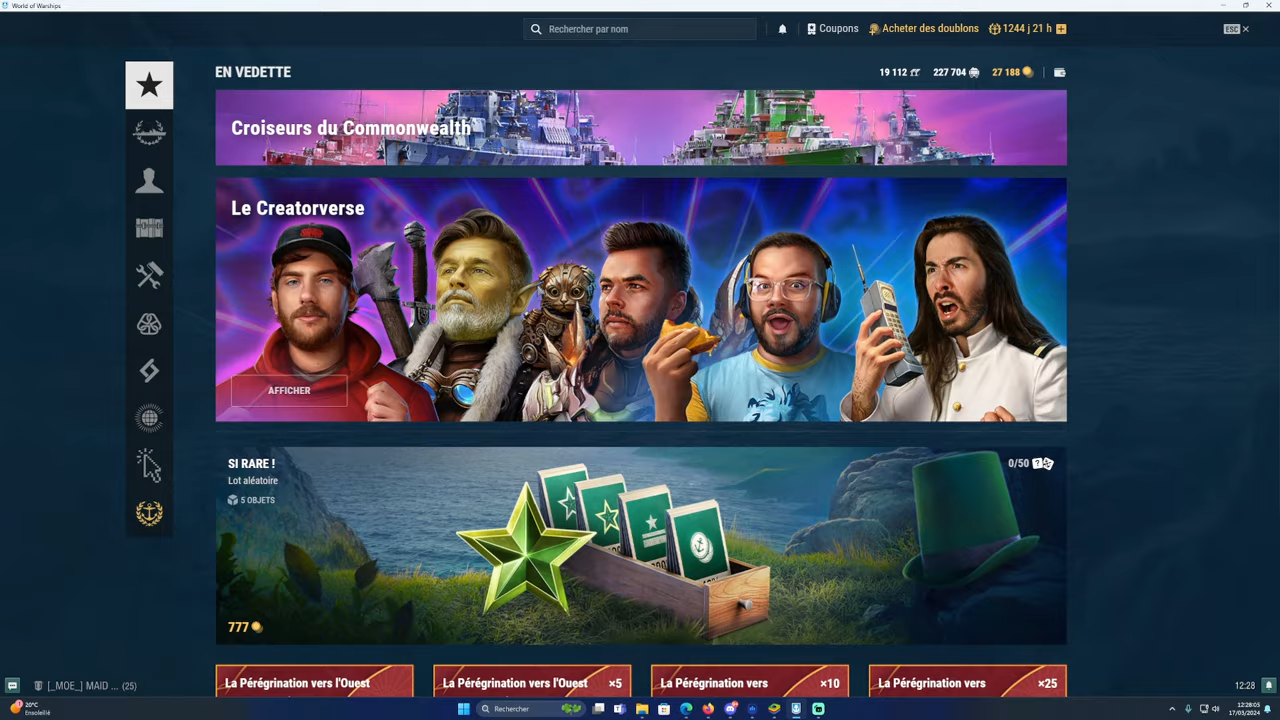 World of Warships
Rechercher par nom
Coupons
Acheter des doublons
1244 j 21 h
ESC
EN VEDETTE
19 112
227 704
27 188
Croiseurs du Commonwealth
Le Creatorverse
AFFICHER
SI RARE !
Lot aléatoire
5 OBJETS
0/50
777
La Pérégrination vers l'Ouest
La Pérégrination vers l'Ouest
×5
La Pérégrination vers
×10
La Pérégrination vers
×25
[_MOE_] MAID ... (25)
12:28
20°C
Ensoleillé
Rechercher
12:28:05
17/03/2024